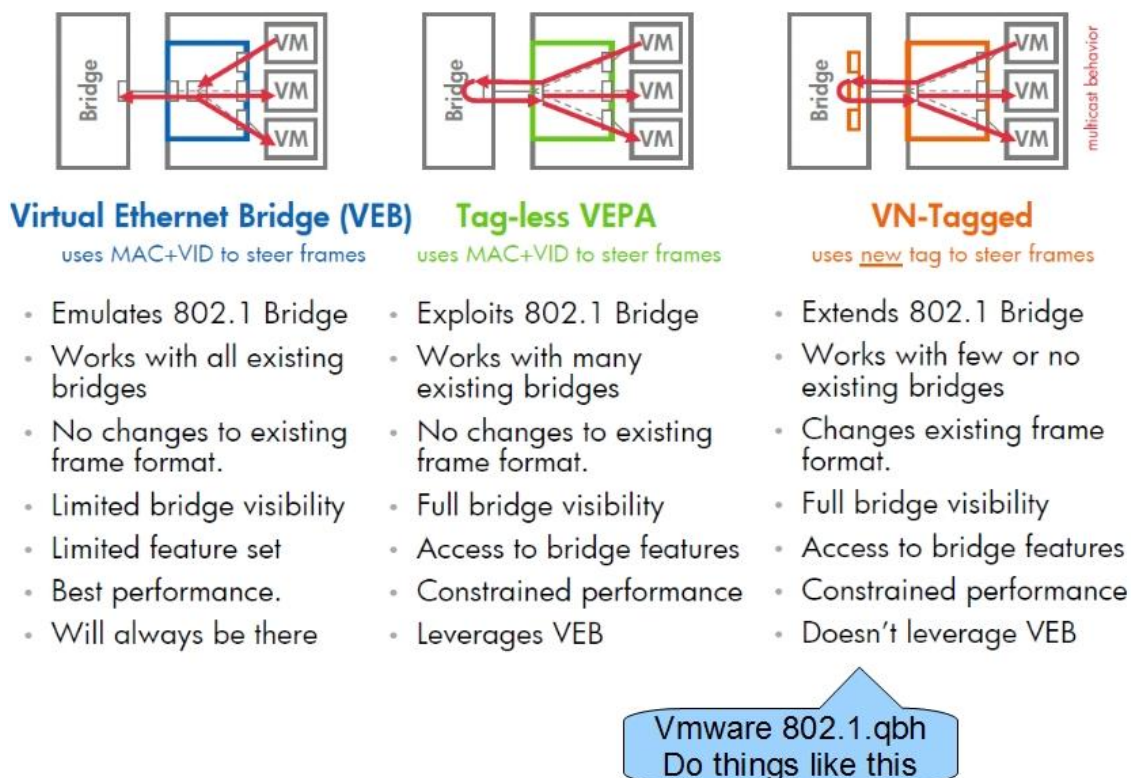 Bridge
VM
VM
VM
Bridge
VM
VM
VM
Bridge
VM
VM
VM
multicast behavior
Virtual Ethernet Bridge (VEB)
uses MAC+VID to steer frames
• Emulates 802.1 Bridge
• Works with all existing
bridges
• No changes to existing
frame format.
• Limited bridge visibility
• Limited feature set
• Best performance.
• Will always be there
Tag-less VEPA
uses MAC+VID to steer frames
• Exploits 802.1 Bridge
• Works with many
existing bridges
• No changes to existing
frame format.
• Full bridge visibility
• Access to bridge features
• Constrained performance
• Leverages VEB
VN-Tagged
uses new tag to steer frames
• Extends 802.1 Bridge
• Works with few or no
existing bridges
• Changes existing frame
format.
• Full bridge visibility
• Access to bridge features
• Constrained performance
• Doesn't leverage VEB
Vmware 802.1.qbh
Do things like this